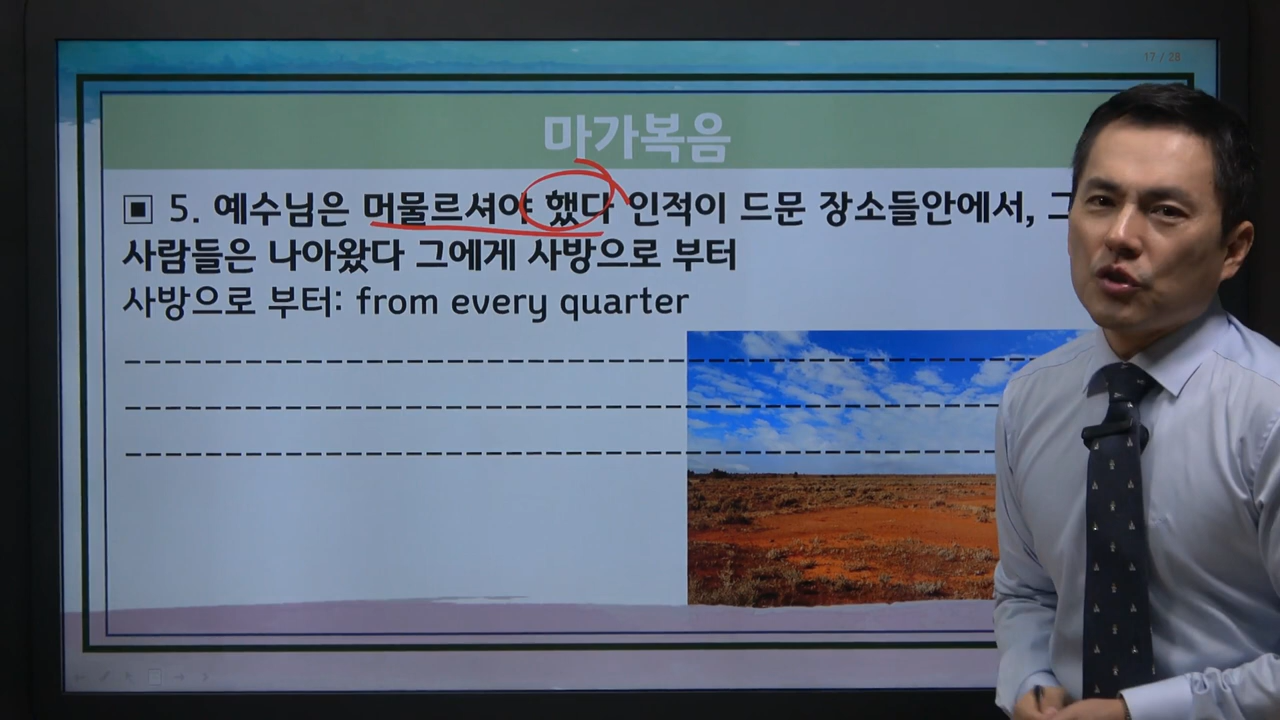 17 / 28
마가복음
▣ 5. 예수님은 머물르셔야 했다 인적이 드문 장소들안에서, 그
사람들은 나아왔다 그에게 사방으로 부터
사방으로 부터: from every quarter